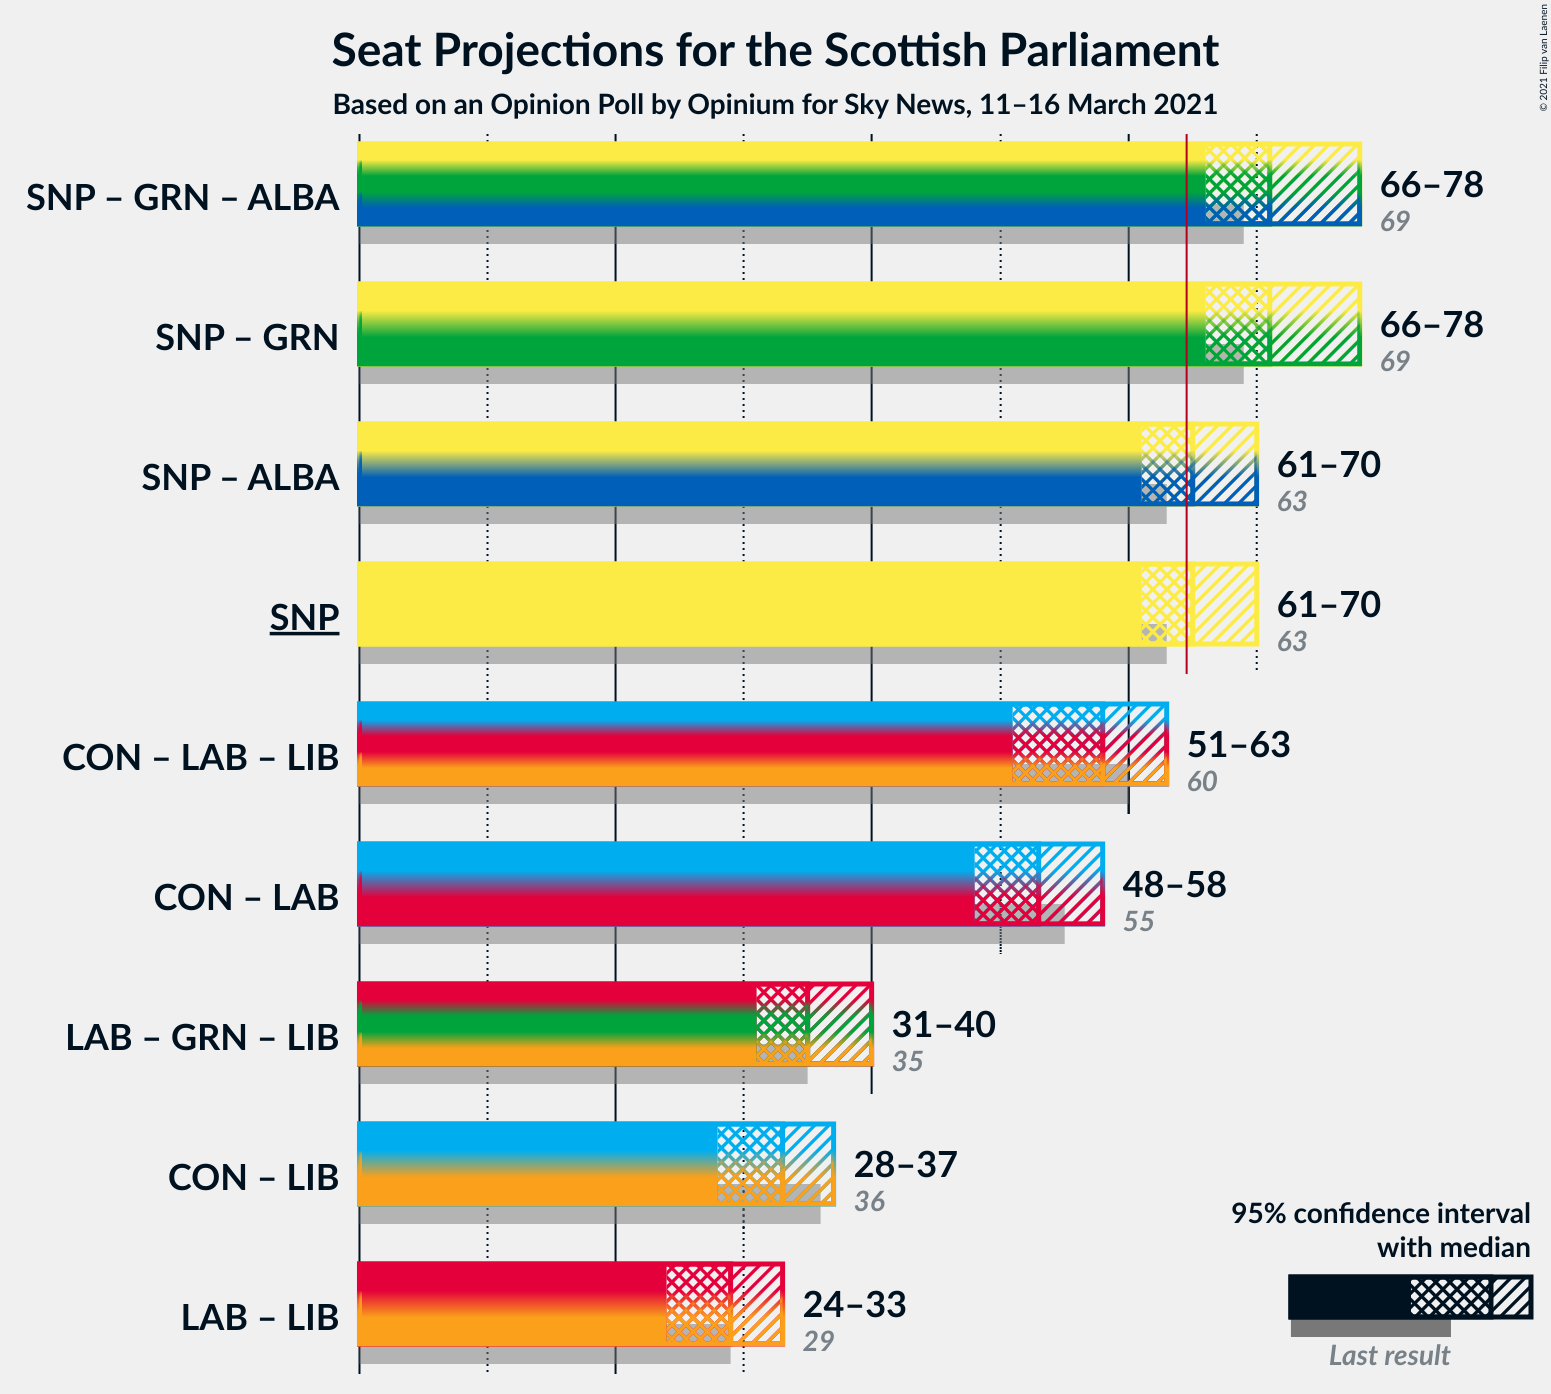 Seat Projections for the Scottish Parliament
Based on an Opinion Poll by Opinium for Sky News, 11–16 March 2021
© 2021 Filip van Laenen
SNP – GRN – ALBA
66–78
69
SNP – GRN
66–78
69
SNP – ALBA
61–70
63
SNP
61–70
63
CON – LAB – LIB
51–63
60
CON – LAB
48–58
55
LAB – GRN – LIB
31–40
35
CON – LIB
28–37
36
LAB – LIB
24–33
29
95% confidence interval
with median
Last result